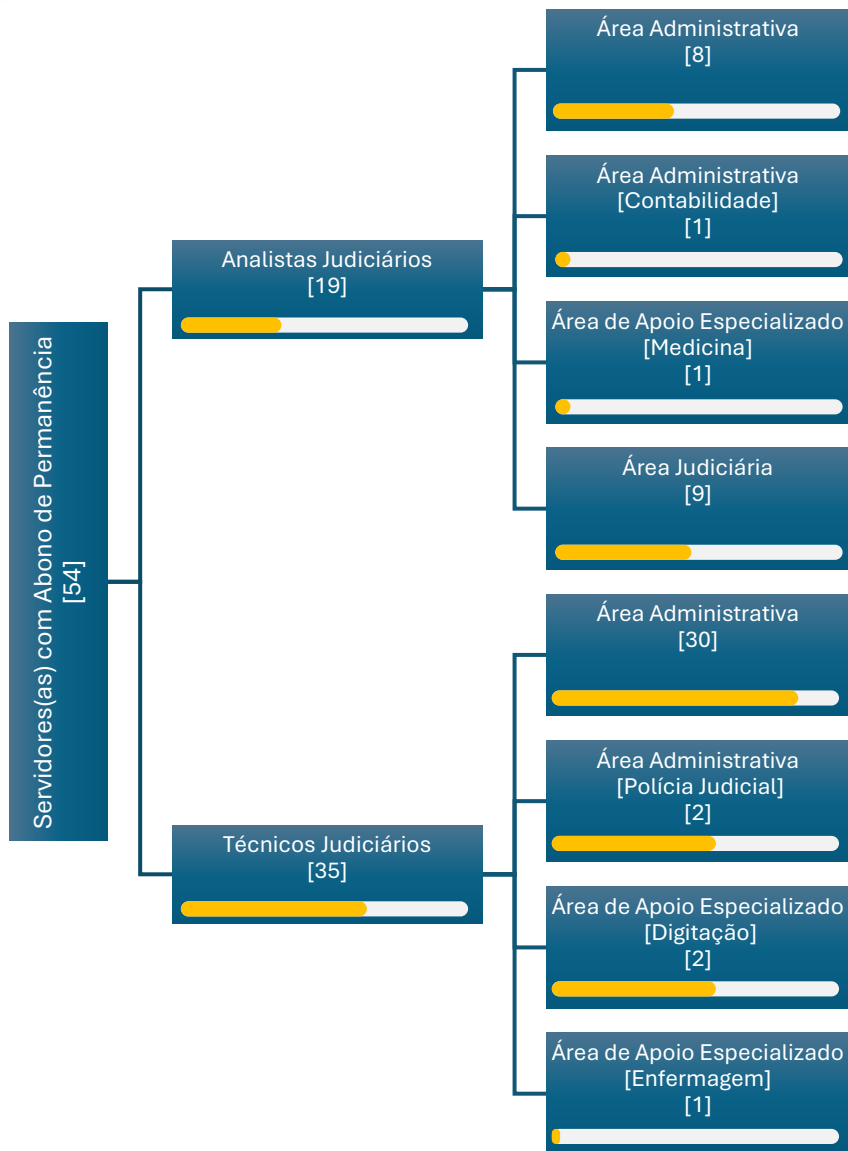 Servidores(as) com Abono de Permanência
[54]
Analistas Judiciários
[19]
Área Administrativa
[8]
Área Administrativa
[Contabilidade]
[1]
Área de Apoio Especializado
[Medicina]
[1]
Área Judiciária
[9]
Técnicos Judiciários
[35]
Área Administrativa
[30]
Área Administrativa
[Polícia Judicial]
[2]
Área de Apoio Especializado
[Digitação]
[2]
Área de Apoio Especializado
[Enfermagem]
[1]